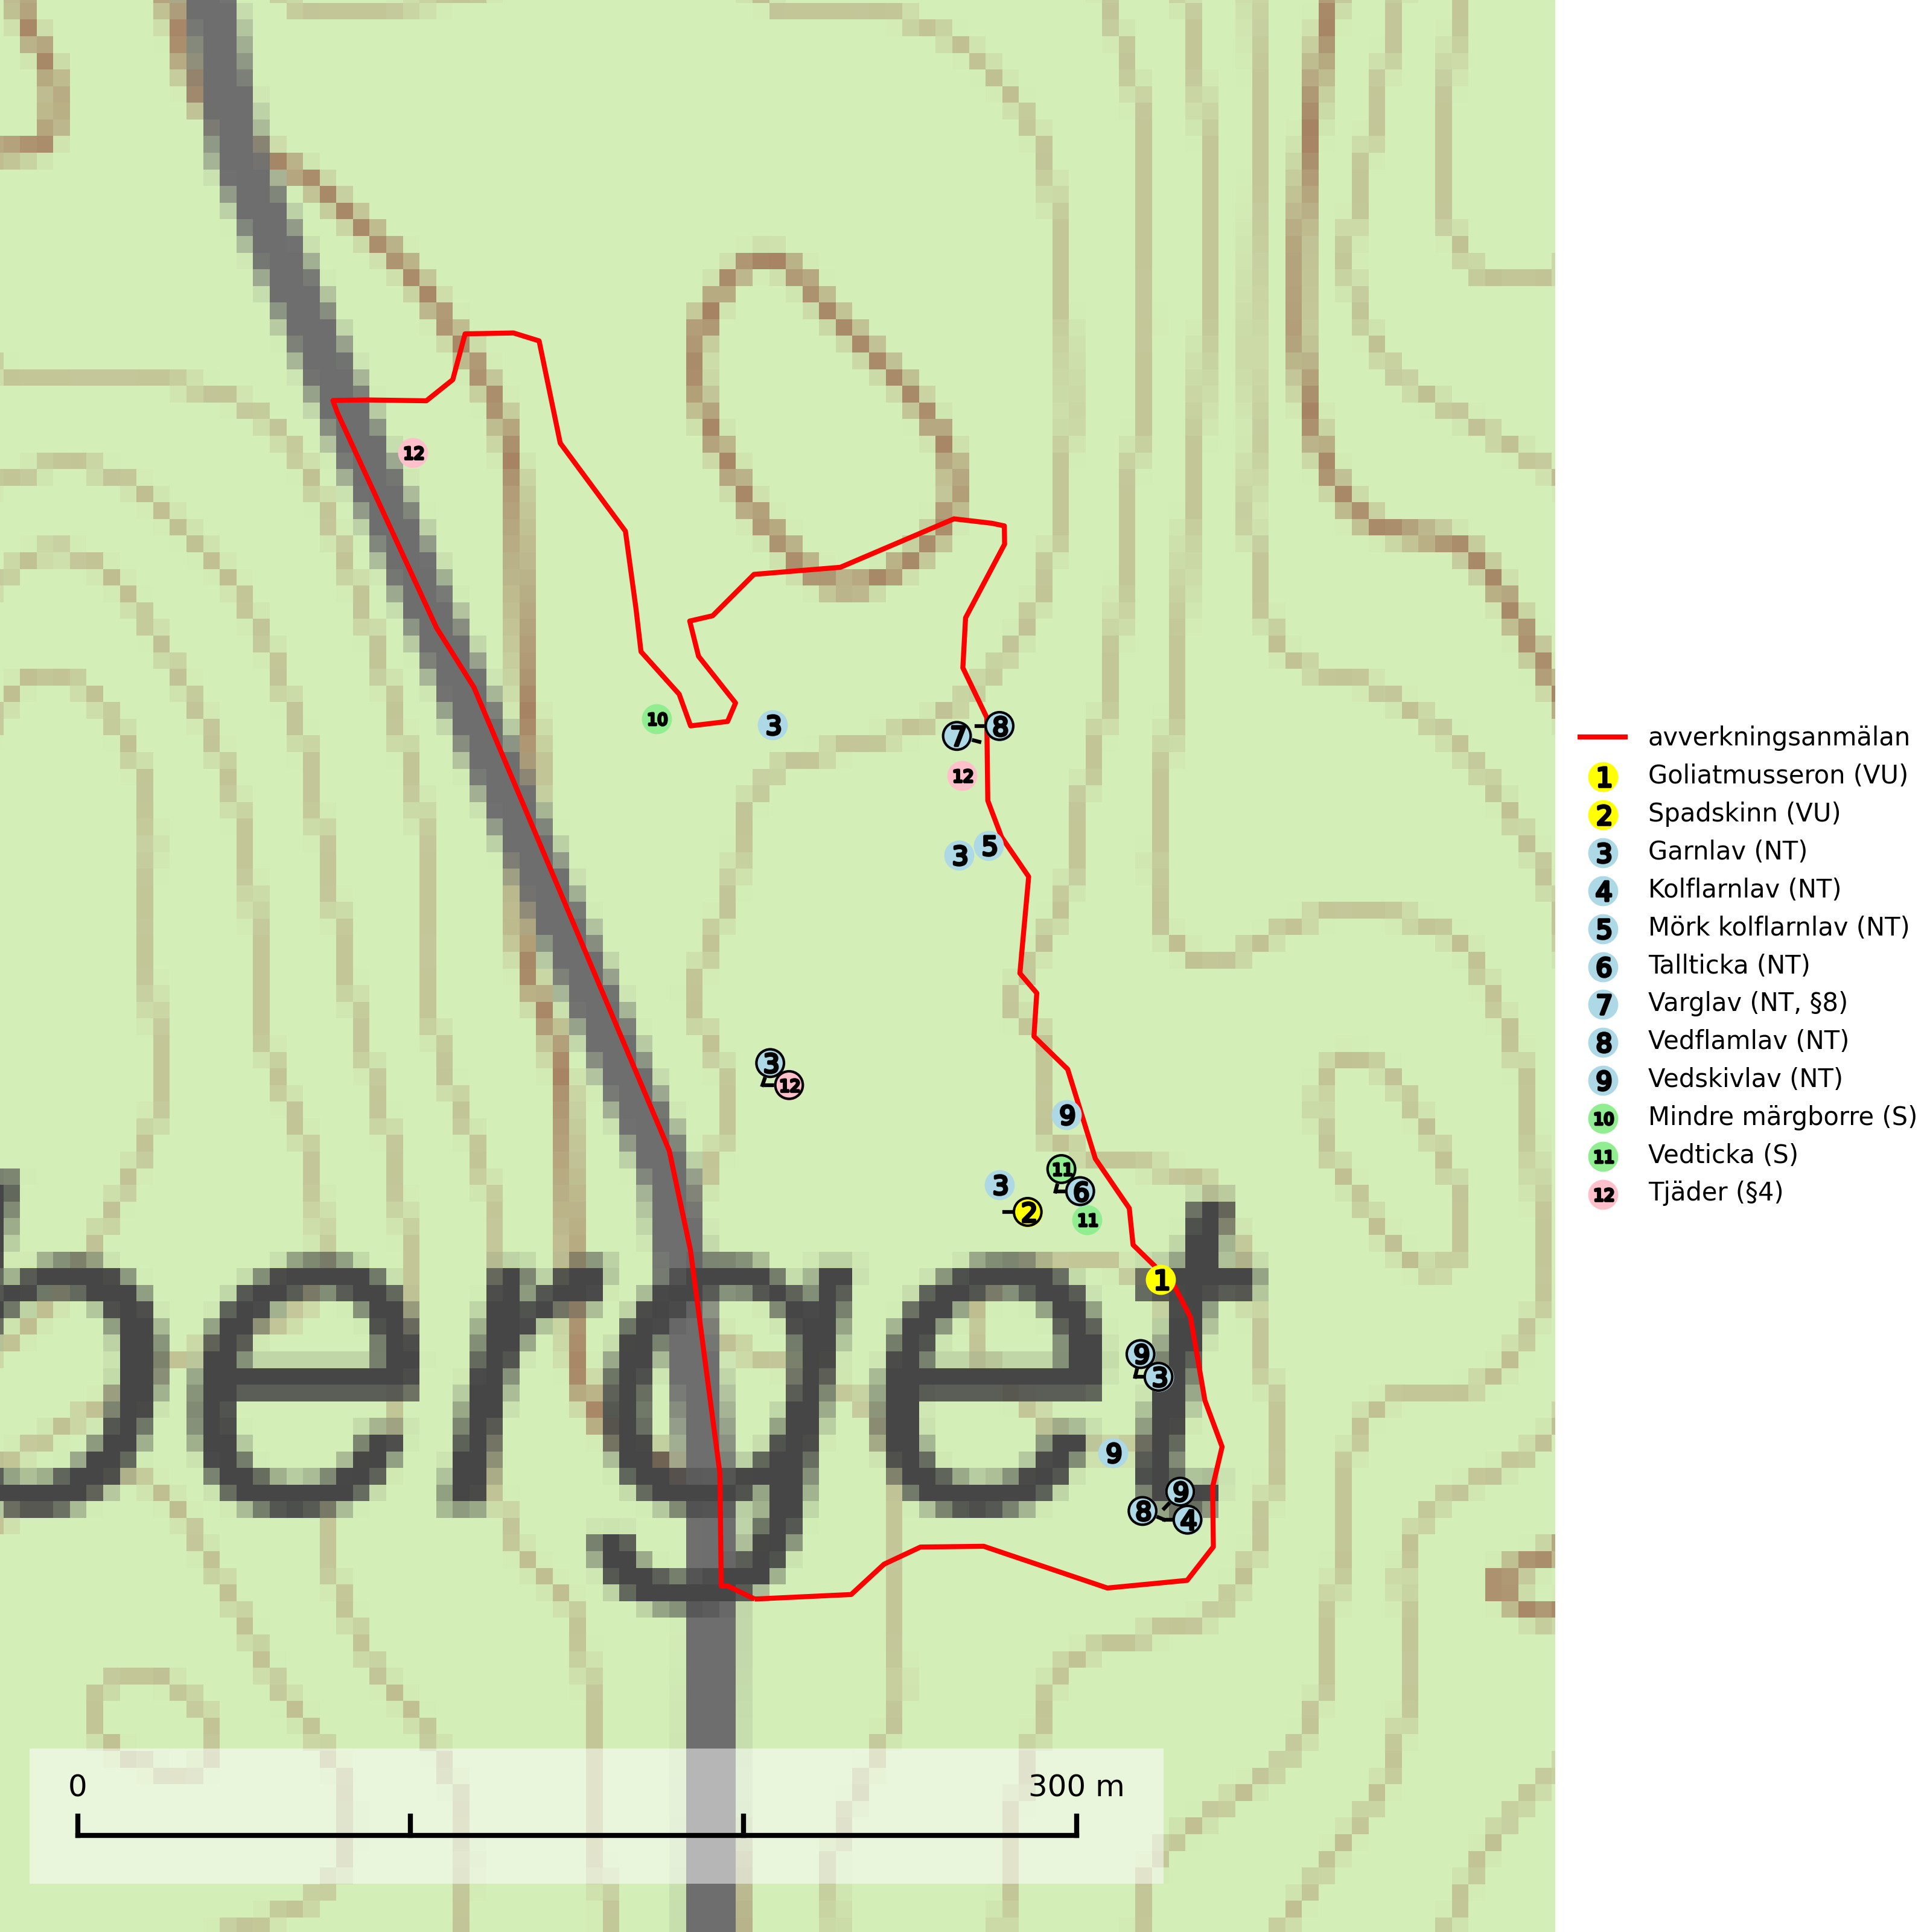 12
10
3
7
8
12
3
5
3
12
9
11
3
6
2
11
berget
1
9
3
9
9
8
4
0
300 m
avverkningsanmälan
1 Goliatmusseron (VU)
2 Spadskinn (VU)
3 Garnlav (NT)
4 Kolflarnlav (NT)
5 Mörk kolflarnlav (NT)
6 Tallticka (NT)
7 Varglav (NT, §8)
8 Vedflamlav (NT)
9 Vedskivlav (NT)
10 Mindre märgborre (S)
11 Vedticka (S)
12 Tjäder (§4)